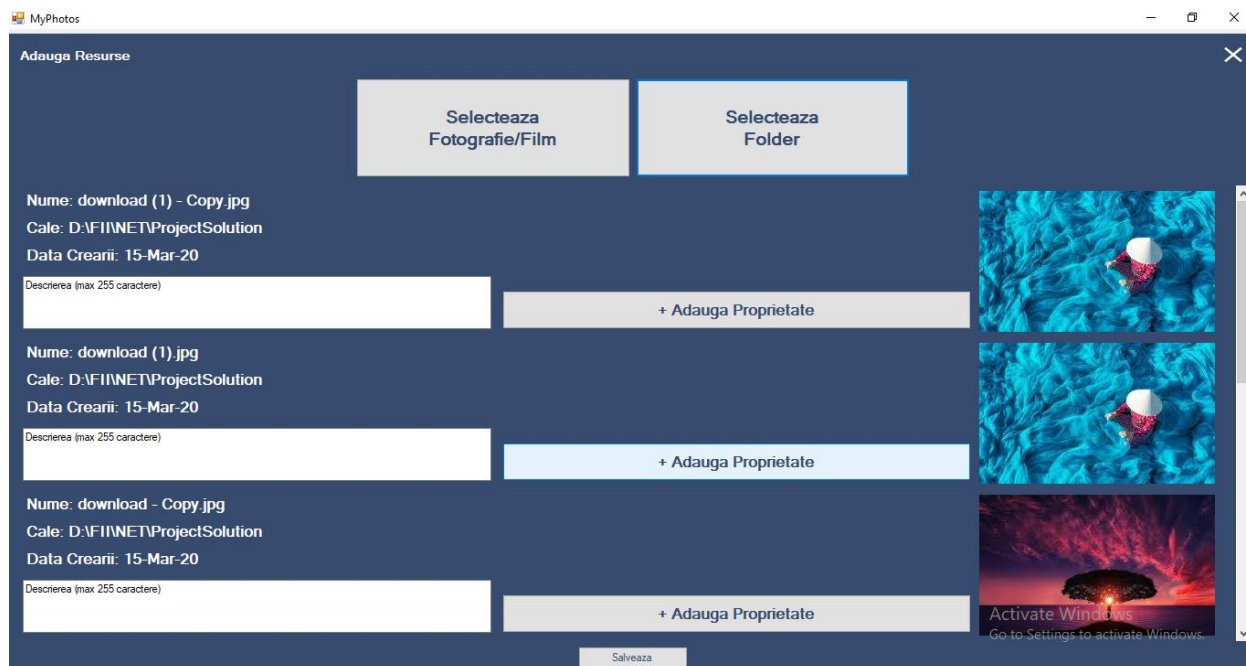 MyPhotos
Adauga Resurse
Selecteaza
Fotografie/Film
Selecteaza
Folder
Nume: download (1) - Copy.jpg
Cale: D:\FII\NET\ProjectSolution
Data Crearii: 15-Mar-20
Descrierea (max 255 caractere)
+ Adauga Proprietate
Nume: download (1).jpg
Cale: D:\FII\NET\ProjectSolution
Data Crearii: 15-Mar-20
Descrierea (max 255 caractere)
+ Adauga Proprietate
Nume: download - Copy.jpg
Cale: D:\FII\NET\ProjectSolution
Data Crearii: 15-Mar-20
Descrierea (max 255 caractere)
+ Adauga Proprietate
Activate Windows
Go to Settings to activate Windows.
Salveaza